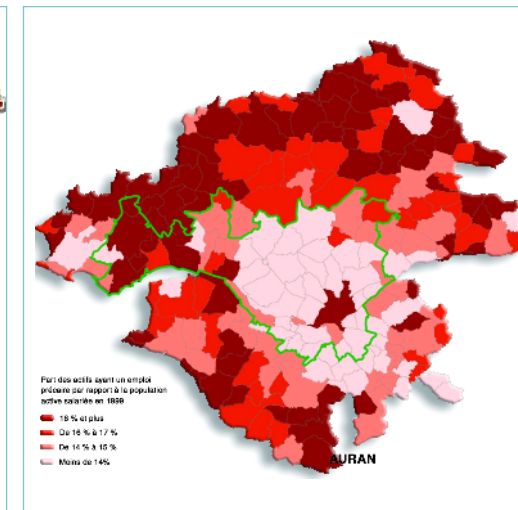 Part des actifs ayant un emploi
précaire par rapport à la population
active salariée en 1999
18 % et plus
De 16 % à 17 %
De 14 % à 15 %
Moins de 14%
AURAN